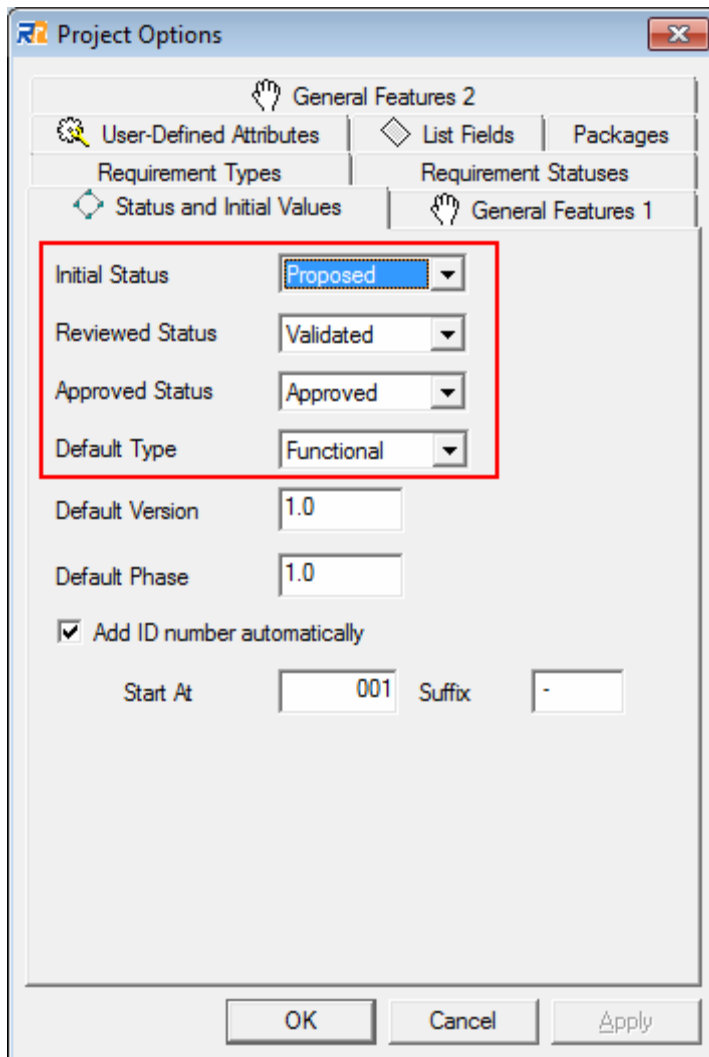 Project Options
General Features 2
User-Defined Attributes List Fields Packages
Requirement Types Requirement Statuses
Status and Initial Values General Features 1
Initial Status Proposed
Reviewed Status Validated
Approved Status Approved
Default Type Functional
Default Version 1.0
Default Phase 1.0
Add ID number automatically
Start At 001 Suffix -
OK Cancel Apply